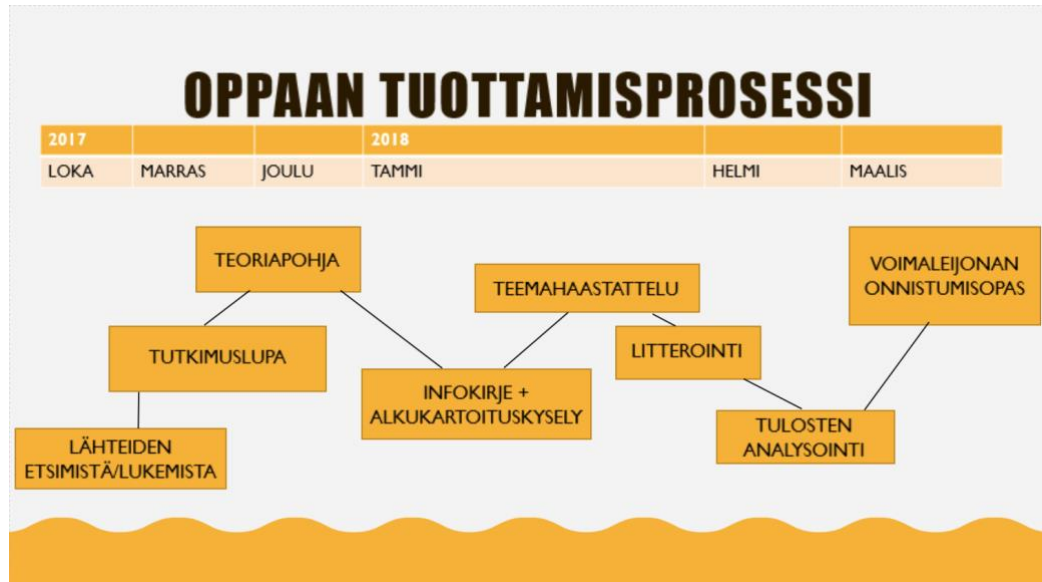 OPPAAN TUOTTAMISPROSESSI
2017 2018
LOKA MARRAS JOULU TAMMI HELMI MAALIS
TEORIAPOHJA
TUTKIMUSLUPA
LÄHTEIDEN
ETSIMISTÄ/LUKEMISTA
INFOKIRJE +
ALKUKARTOITUSKYSELY
TEEMAHAASTATTELU
LITTEROINTI
TULOSTEN
ANALYSOINTI
VOIMALEIJONAN
ONNISTUMISOPAS